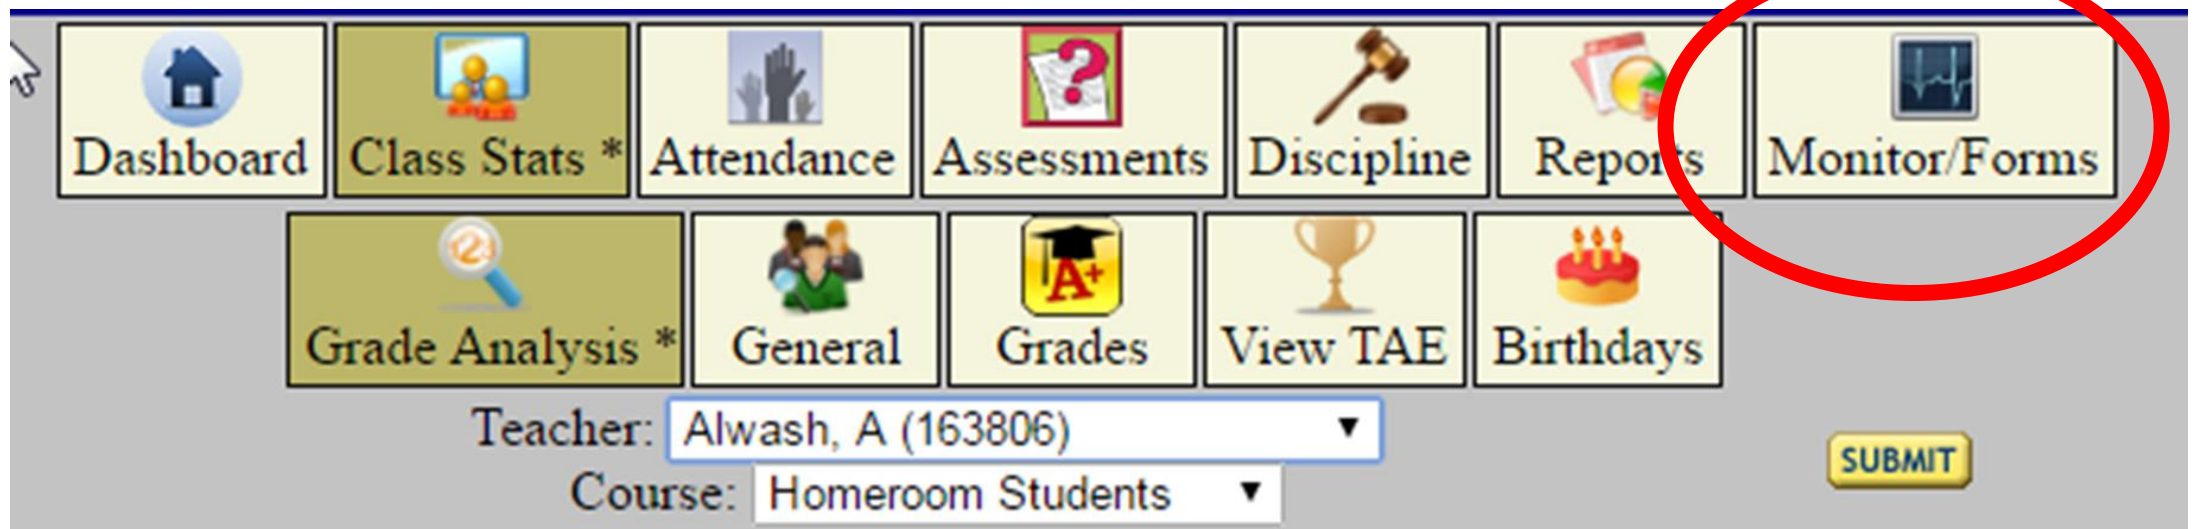 Dashboard Class Stats * Attendance Assessments Discipline Reports Monitor/Forms
123
A+
Grade Analysis * General Grades View TAE Birthdays
Teacher: Alwash, A (163806)
SUBMIT
Course: Homeroom Students